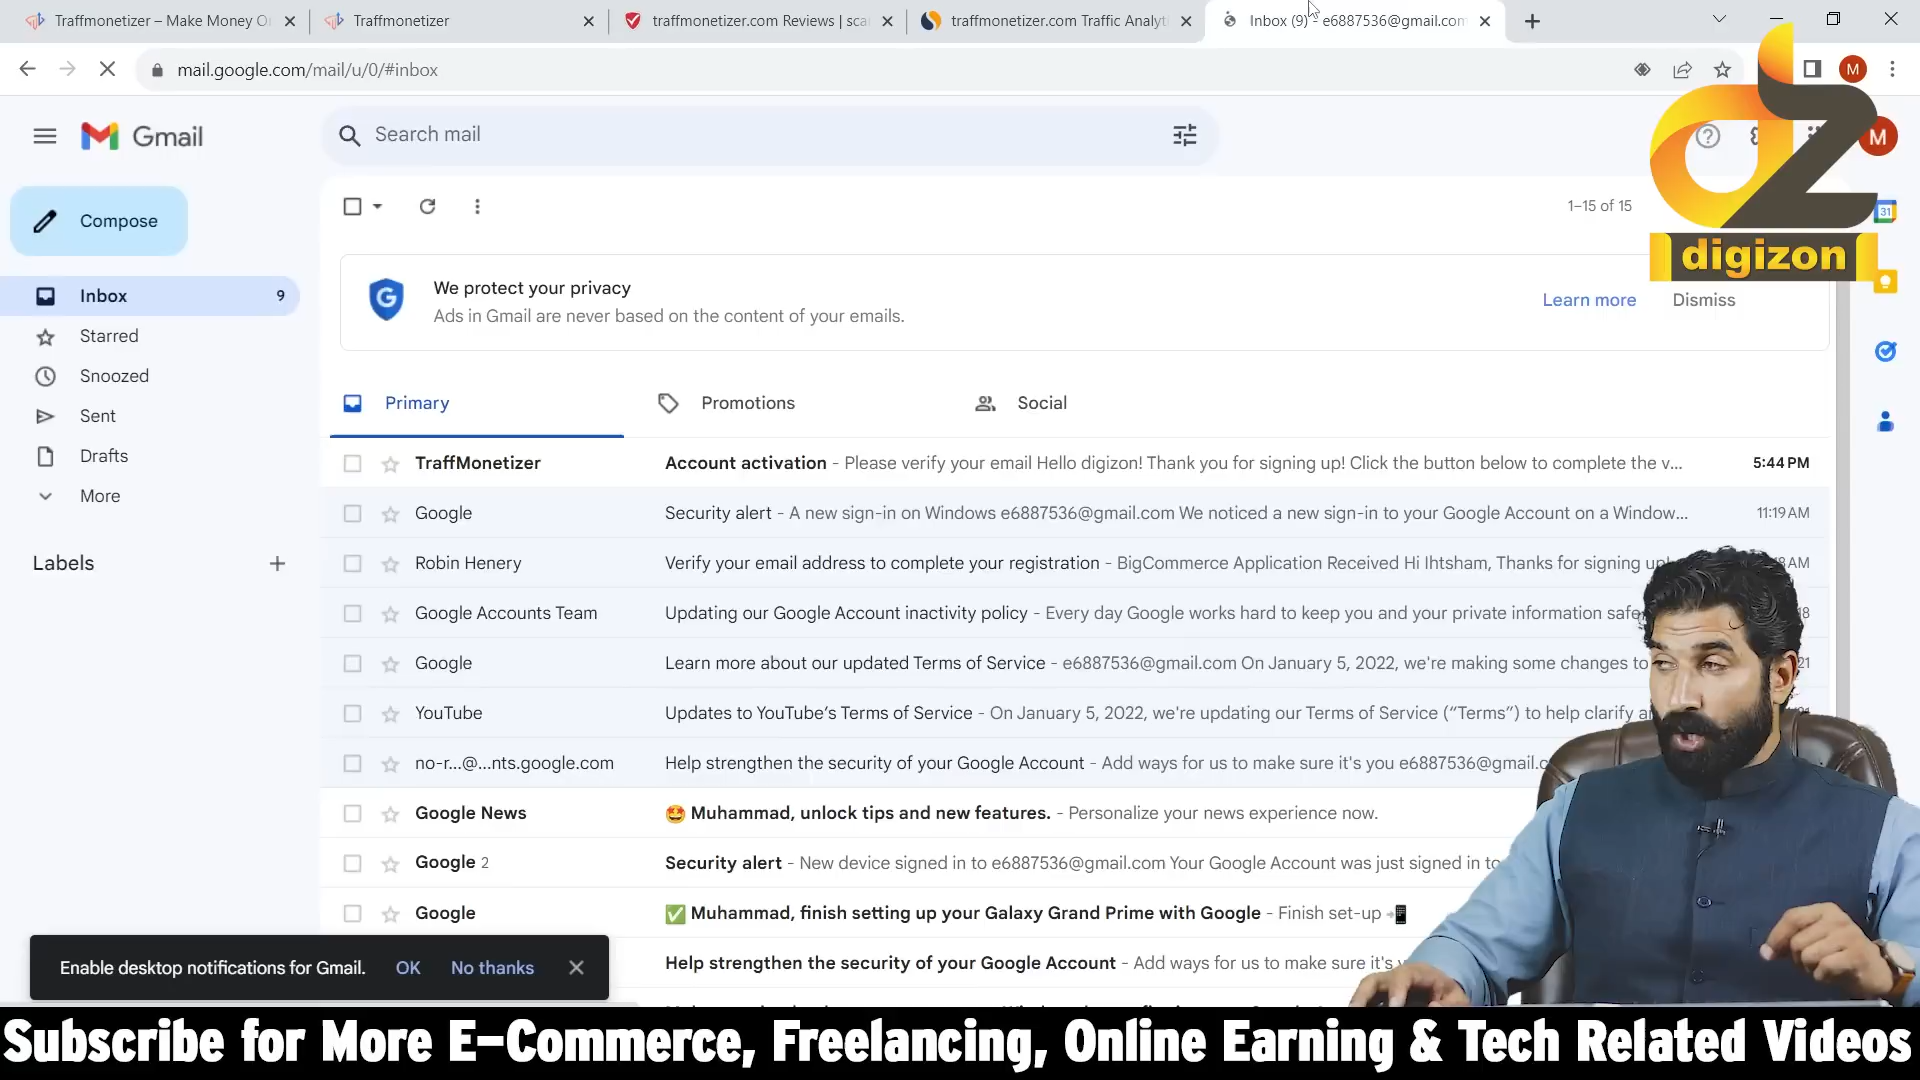 Traffmonetizer – Make Money O
Traffmonetizer
traffmonetizer.com Reviews | sca
traffmonetizer.com Traffic Analyt
Inbox (9) - e6887536@gmail.com
mail.google.com/mail/u/0/#inbox
M
Gmail
Search mail
M
Compose
1–15 of 15
31
digizon
Inbox 9
We protect your privacy
Ads in Gmail are never based on the content of your emails.
Learn more
Dismiss
Starred
Snoozed
Sent
Drafts
More
Labels
Primary
Promotions
Social
TraffMonetizer Account activation - Please verify your email Hello digizon! Thank you for signing up! Click the button below to complete the v... 5:44 PM
Google Security alert - A new sign-in on Windows e6887536@gmail.com We noticed a new sign-in to your Google Account on a Window... 11:19 AM
Robin Henery Verify your email address to complete your registration - BigCommerce Application Received Hi Ihtsham, Thanks for signing up! AM
Google Accounts Team Updating our Google Account inactivity policy - Every day Google works hard to keep you and your private information safe
Google Learn more about our updated Terms of Service - e6887536@gmail.com On January 5, 2022, we're making some changes to 21
YouTube Updates to YouTube's Terms of Service - On January 5, 2022, we're updating our Terms of Service (“Terms”) to help clarify
no-r...@...nts.google.com Help strengthen the security of your Google Account - Add ways for us to make sure it's you e6887536@gmail.c
Google News 🤩 Muhammad, unlock tips and new features. - Personalize your news experience now.
Google 2 Security alert - New device signed in to e6887536@gmail.com Your Google Account was just signed in to
Google ✅ Muhammad, finish setting up your Galaxy Grand Prime with Google - Finish set-up 📲
Help strengthen the security of your Google Account - Add ways for us to make sure it's
Enable desktop notifications for Gmail. OK No thanks
Subscribe for More E-Commerce, Freelancing, Online Earning & Tech Related Videos